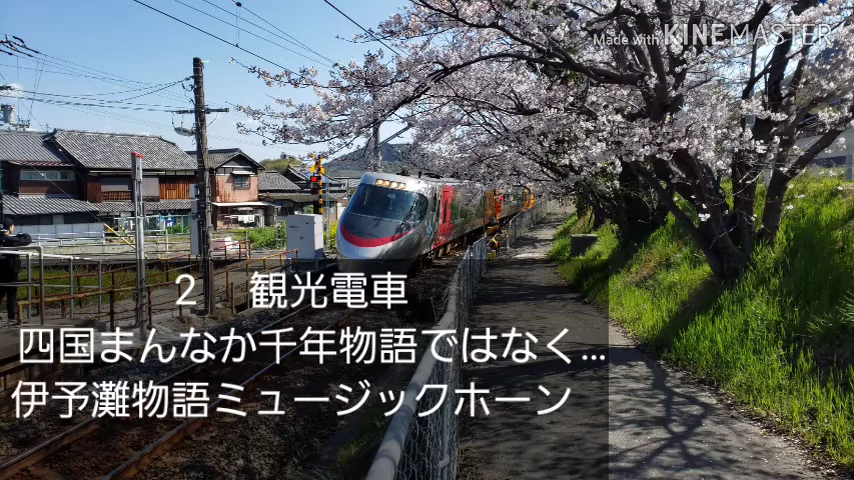 Made with KINEMASTER
2　観光電車
四国まんなか千年物語ではなく...
伊予灘物語ミュージックホーン